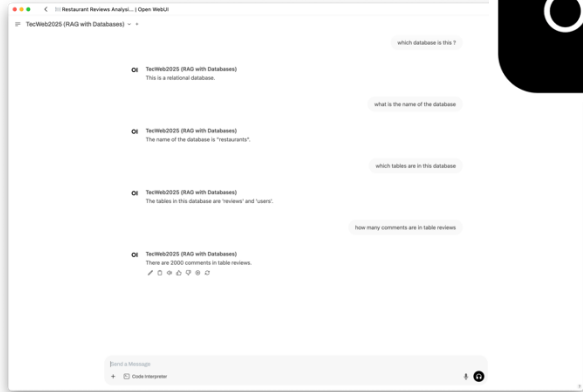 Restaurant Reviews Analysi... | Open WebUI
TecWeb2025 (RAG with Databases)
which database is this ?
OI TecWeb2025 (RAG with Databases)
This is a relational database.
what is the name of the database
OI TecWeb2025 (RAG with Databases)
The name of the database is "restaurants".
which tables are in this database
OI TecWeb2025 (RAG with Databases)
The tables in this database are 'reviews' and 'users'.
how many comments are in table reviews
OI TecWeb2025 (RAG with Databases)
There are 2000 comments in table reviews.
Send a Message
Code Interpreter